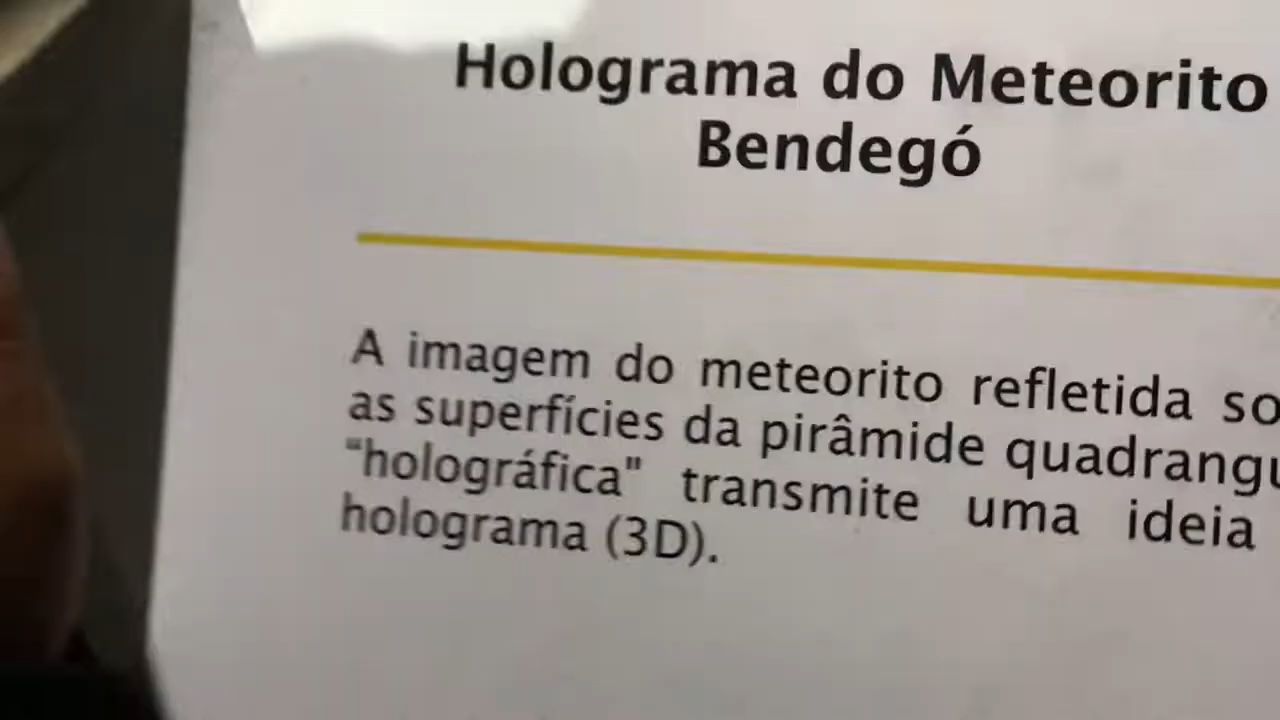 Holograma do Meteorito
Bendegó
A imagem do meteorito refletida
as superfícies da pirâmide
"holográfica" transmite uma ideia
holograma (3D).